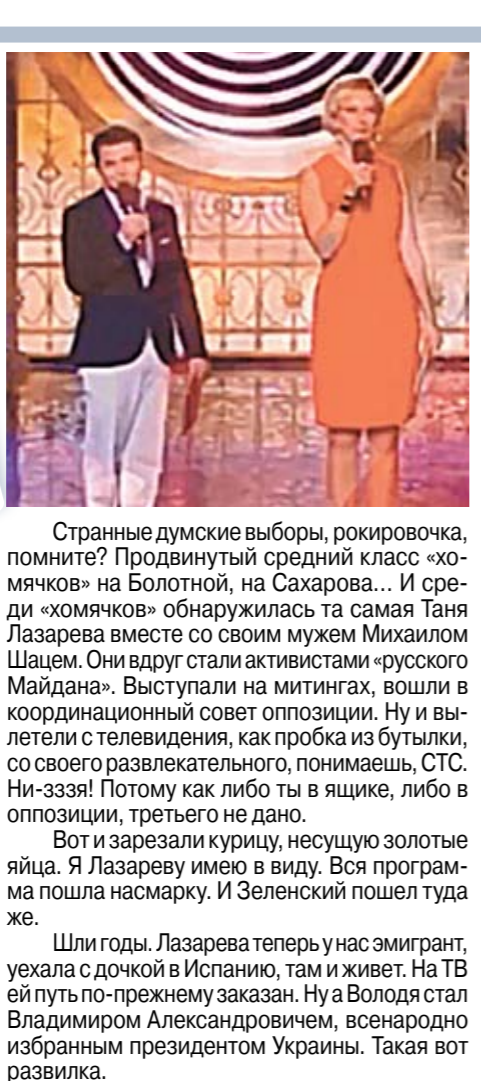 Странные думские выборы, рокировочка,
помните? Продвинутый средний класс «хо-
мячков» на Болотной, на Сахарова... И сре-
ди «хомячков» обнаружилась та самая Таня
Лазарева вместе со своим мужем Михаилом
Шацем. Они вдруг стали активистами «русского
Майдана». Выступали на митингах, вошли в
координационный совет оппозиции. Ну и вы-
летели с телевидения, как пробка из бутылки,
со своего развлекательного, понимаешь, СТС.
Ни-зззя! Потому как либо ты в ящике, либо в
оппозиции, третьего не дано.
Вот и зарезали курицу, несущую золотые
яйца. Я Лазареву имею в виду. Вся програм-
ма пошла насмарку. И Зеленский пошел туда
же.
Шли годы. Лазарева теперь у нас эмигрант,
уехала с дочкой в Испанию, там и живет. На ТВ
ей путь по-прежнему заказан. Ну а Володя стал
Владимиром Александровичем, всенародно
избранным президентом Украины. Такая вот
развилка.